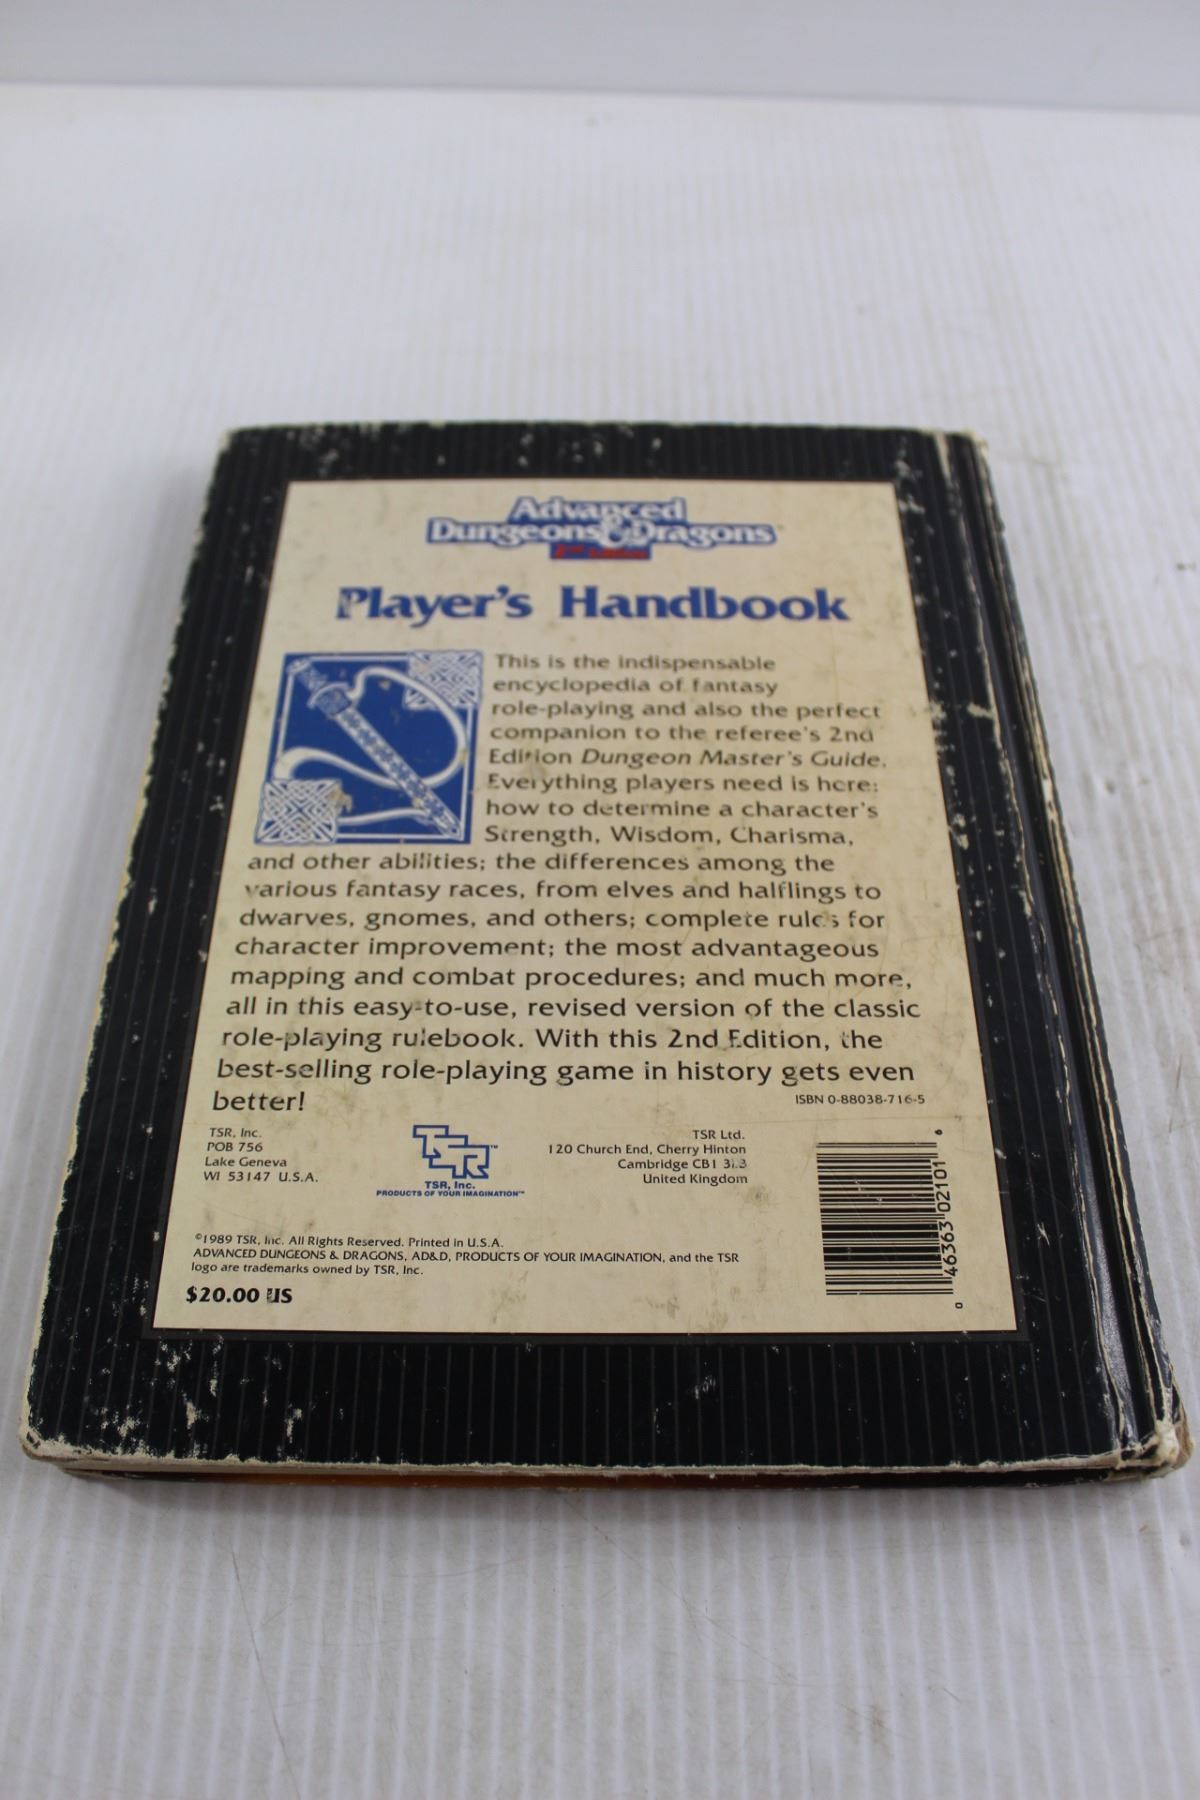 Advanced
Dungeons & Dragons
2nd Edition
Player's Handbook
This is the indispensable
encyclopedia of fantasy
role-playing and also the perfect
companion to the referee's 2nd
Edition Dungeon Master's Guide.
Everything players need is here:
how to determine a character's
Strength, Wisdom, Charisma,
and other abilities; the differences among the
various fantasy races, from elves and halflings to
dwarves, gnomes, and others; complete rules for
character improvement; the most advantageous
mapping and combat procedures; and much more,
all in this easy-to-use, revised version of the classic
role-playing rulebook. With this 2nd Edition, the
best-selling role-playing game in history gets even
better!
ISBN 0-88038-716-5
TSR, Inc.
POB 756
Lake Geneva
WI 53147 U.S.A.
TSR™
TSR, Inc.
PRODUCTS OF YOUR IMAGINATION™
TSR Ltd.
120 Church End, Cherry Hinton
Cambridge CB1
United Kingdom
©1989 TSR, Inc. All Rights Reserved. Printed in U.S.A.
ADVANCED DUNGEONS & DRAGONS, AD&D, PRODUCTS OF YOUR IMAGINATION, and the TSR
logo are trademarks owned by TSR, Inc.
$20.00 US
0 46363 02101 6